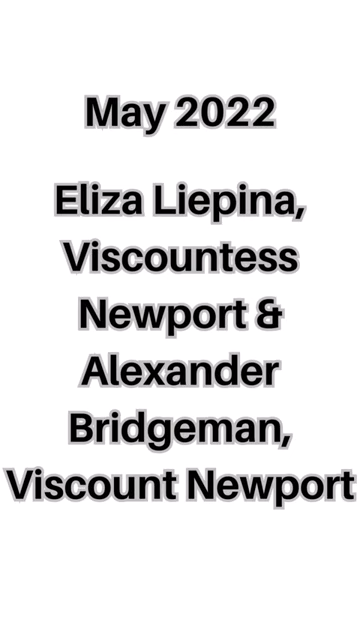 May 2022
Eliza Liepina,
Viscountess
Newport &
Alexander
Bridgeman,
Viscount Newport